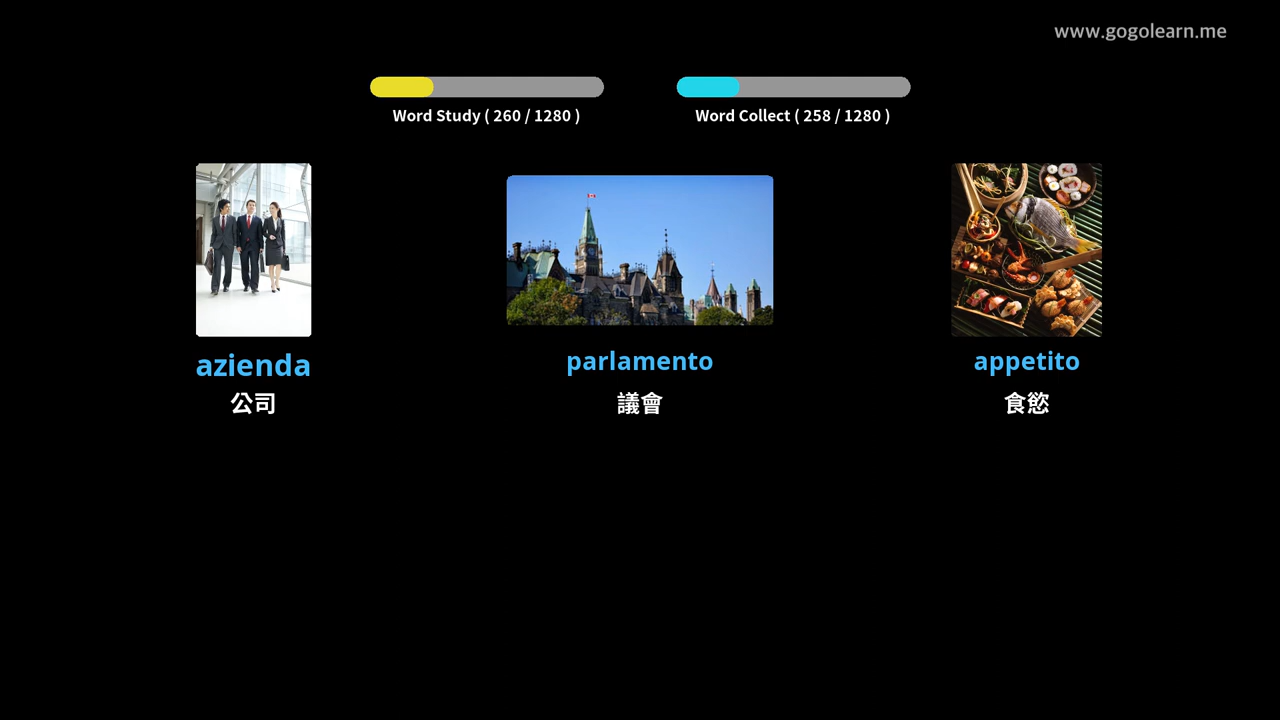 www.gogolearn.me
Word Study ( 260 / 1280 )
Word Collect ( 258 / 1280 )
azienda
公司
parlamento
議會
appetito
食慾